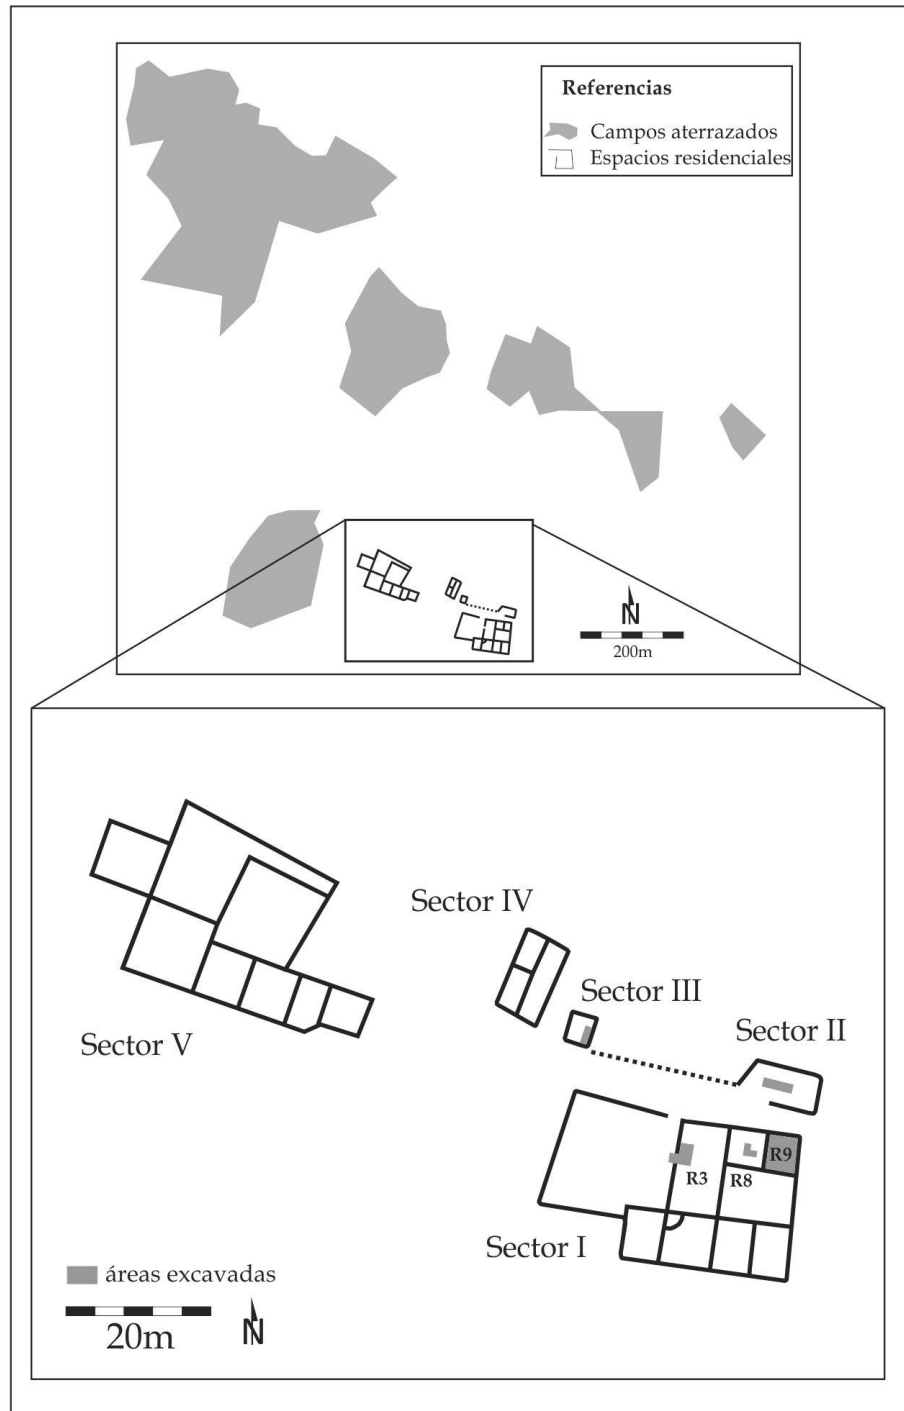 Referencias
Campos aterrazados
Espacios residenciales
N
200m
Sector IV
Sector III
Sector II
Sector V
R9
R3
R8
Sector I
áreas excavadas
20m
N